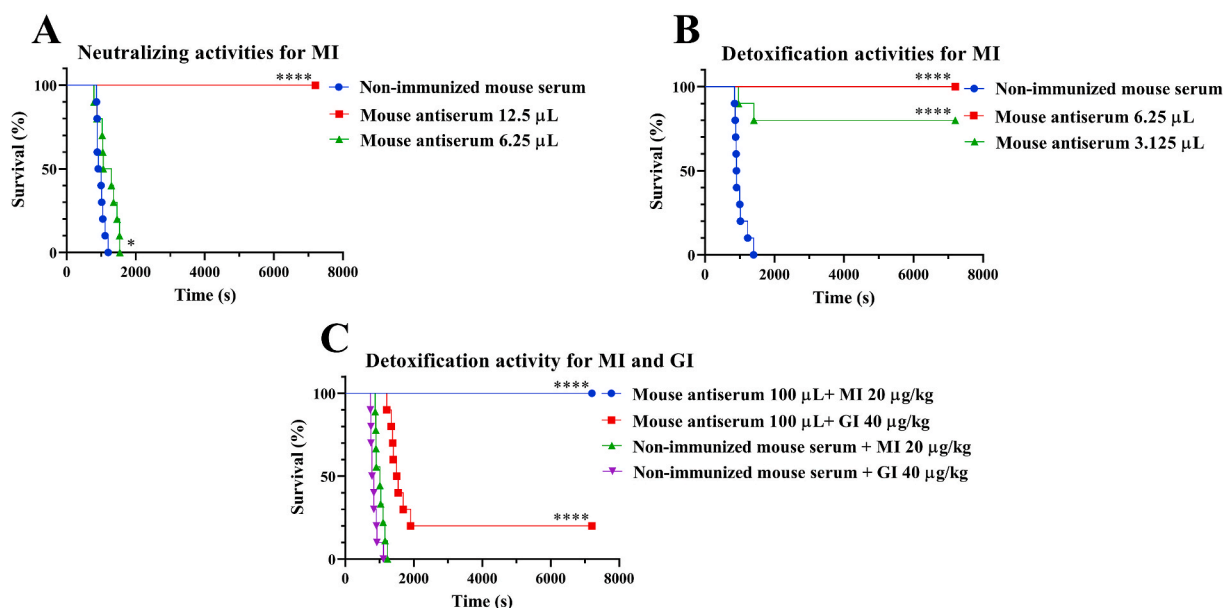 A
Neutralizing activities for MI
Survival (%)
100
50
0
0
2000
4000
6000
8000
Time (s)
****
*
Non-immunized mouse serum
Mouse antiserum 12.5 μL
Mouse antiserum 6.25 μL
B
Detoxification activities for MI
Survival (%)
100
50
0
0
2000
4000
6000
8000
Time (s)
****
****
Non-immunized mouse serum
Mouse antiserum 6.25 μL
Mouse antiserum 3.125 μL
C
Detoxification activity for MI and GI
Survival (%)
100
50
0
0
2000
4000
6000
8000
Time (s)
****
****
Mouse antiserum 100 μL+ MI 20 μg/kg
Mouse antiserum 100 μL+ GI 40 μg/kg
Non-immunized mouse serum + MI 20 μg/kg
Non-immunized mouse serum + GI 40 μg/kg